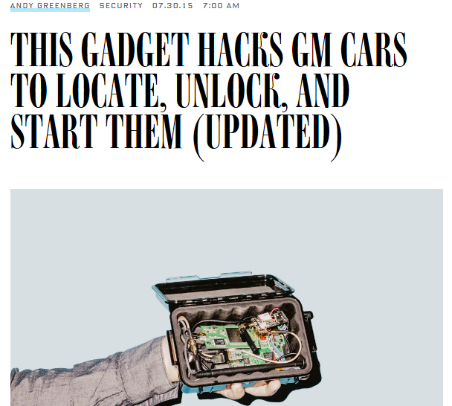 ANDY GREENBERG SECURITY 07.30.15 7:00 AM
THIS GADGET HACKS GM CARS
TO LOCATE, UNLOCK, AND
START THEM (UPDATED)